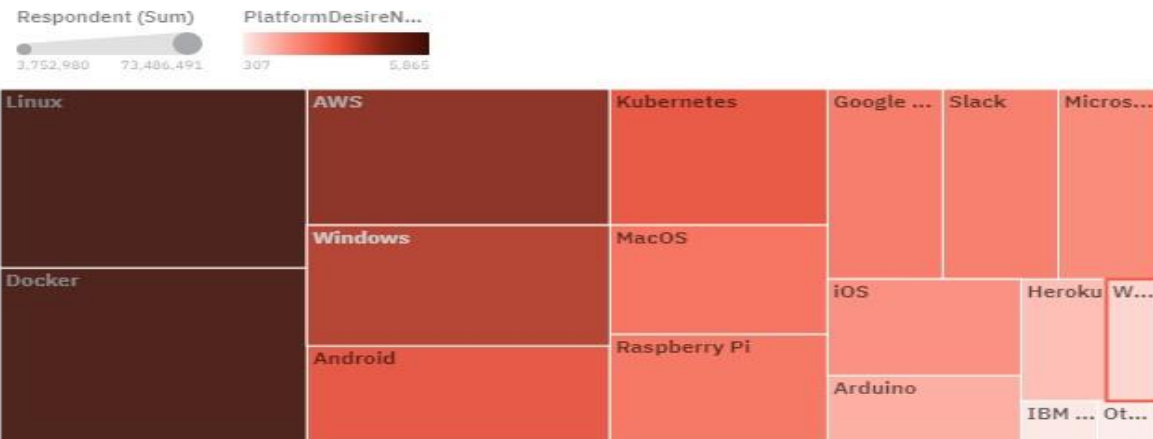 Respondent (Sum)
PlatformDesireN...
3,752,980
73,486,491
307
5,865
Linux
AWS
Kubernetes
Google ...
Slack
Micros...
Windows
MacOS
Docker
iOS
Heroku
W...
Android
Raspberry Pi
Arduino
IBM ...
Ot...